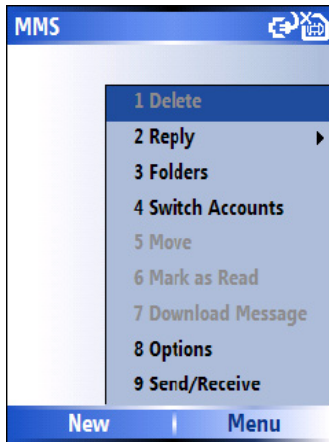 MMS
1 Delete
2 Reply
3 Folders
4 Switch Accounts
5 Move
6 Mark as Read
7 Download Message
8 Options
9 Send/Receive
New Menu